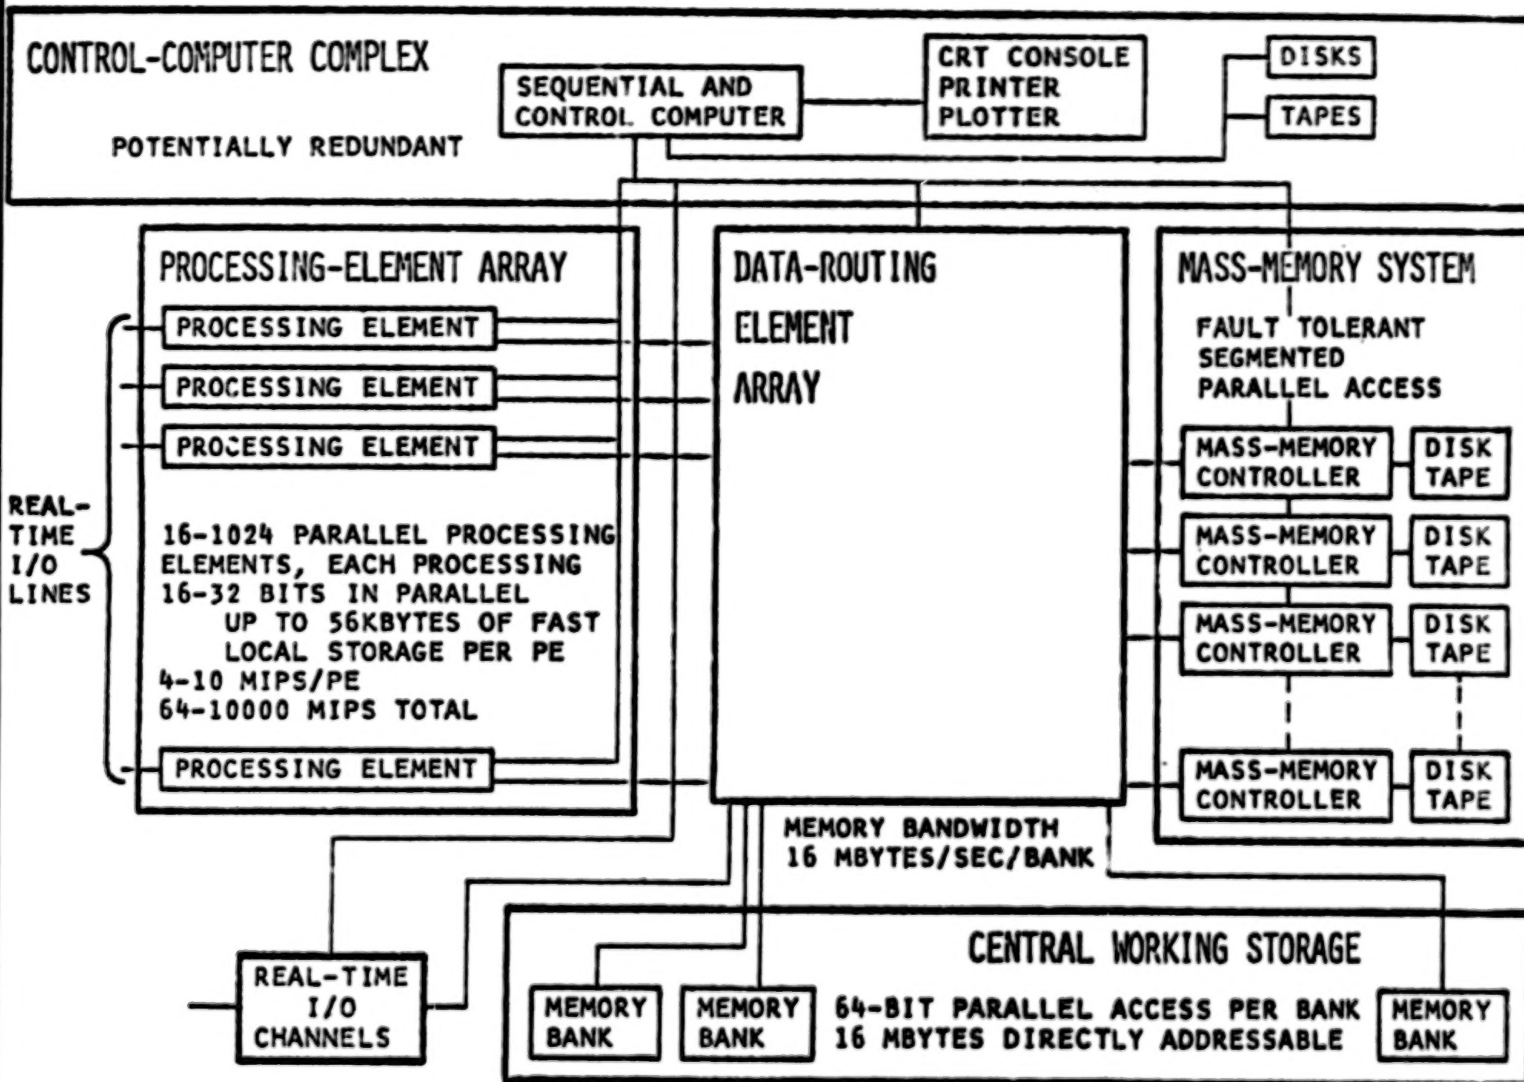 CONTROL-COMPUTER COMPLEX
POTENTIALLY REDUNDANT
SEQUENTIAL AND
CONTROL COMPUTER
CRT CONSOLE
PRINTER
PLOTTER
DISKS
TAPES
PROCESSING-ELEMENT ARRAY
PROCESSING ELEMENT
PROCESSING ELEMENT
PROCESSING ELEMENT
REAL-
TIME
I/O
LINES
16-1024 PARALLEL PROCESSING
ELEMENTS, EACH PROCESSING
16-32 BITS IN PARALLEL
UP TO 56KBYTES OF FAST
LOCAL STORAGE PER PE
4-10 MIPS/PE
64-10000 MIPS TOTAL
PROCESSING ELEMENT
DATA-ROUTING
ELEMENT
ARRAY
MASS-MEMORY SYSTEM
FAULT TOLERANT
SEGMENTED
PARALLEL ACCESS
MASS-MEMORY
CONTROLLER
DISK
TAPE
MASS-MEMORY
CONTROLLER
DISK
TAPE
MASS-MEMORY
CONTROLLER
DISK
TAPE
MASS-MEMORY
CONTROLLER
DISK
TAPE
MEMORY BANDWIDTH
16 MBYTES/SEC/BANK
REAL-TIME
I/O
CHANNELS
CENTRAL WORKING STORAGE
MEMORY
BANK
MEMORY
BANK
64-BIT PARALLEL ACCESS PER BANK
16 MBYTES DIRECTLY ADDRESSABLE
MEMORY
BANK